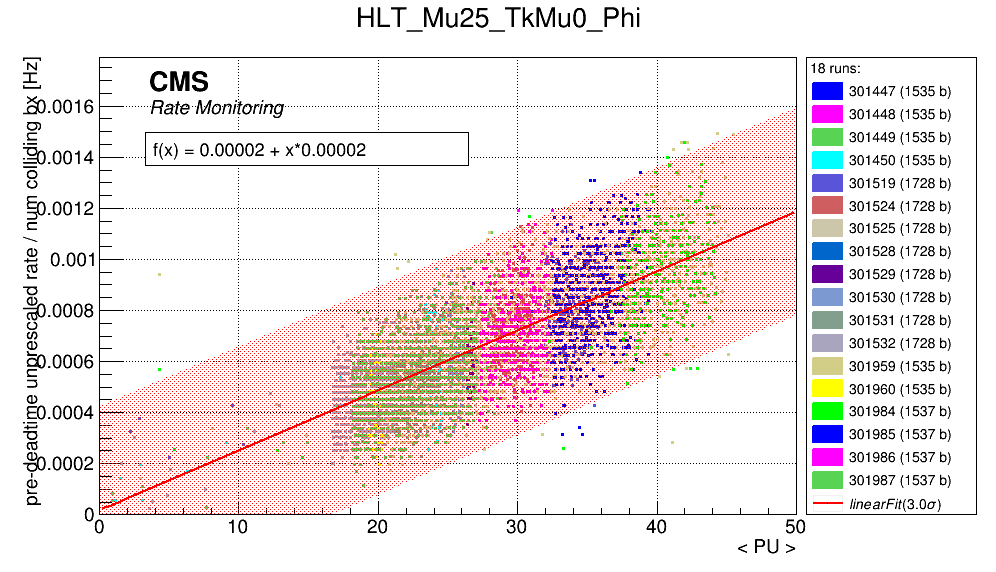 HLT_Mu25_TkMu0_Phi
pre-deadtime unprescaled rate / num colliding bx [Hz]
CMS
Rate Monitoring
f(x) = 0.00002 + x*0.00002
0.0016
0.0014
0.0012
0.001
0.0008
0.0006
0.0004
0.0002
0
0 10 20 30 40 50
< PU >
18 runs:
301447 (1535 b)
301448 (1535 b)
301449 (1535 b)
301450 (1535 b)
301519 (1728 b)
301524 (1728 b)
301525 (1728 b)
301528 (1728 b)
301529 (1728 b)
301530 (1728 b)
301531 (1728 b)
301532 (1728 b)
301959 (1535 b)
301960 (1535 b)
301984 (1537 b)
301985 (1537 b)
301986 (1537 b)
301987 (1537 b)
linearFit(3.0σ)